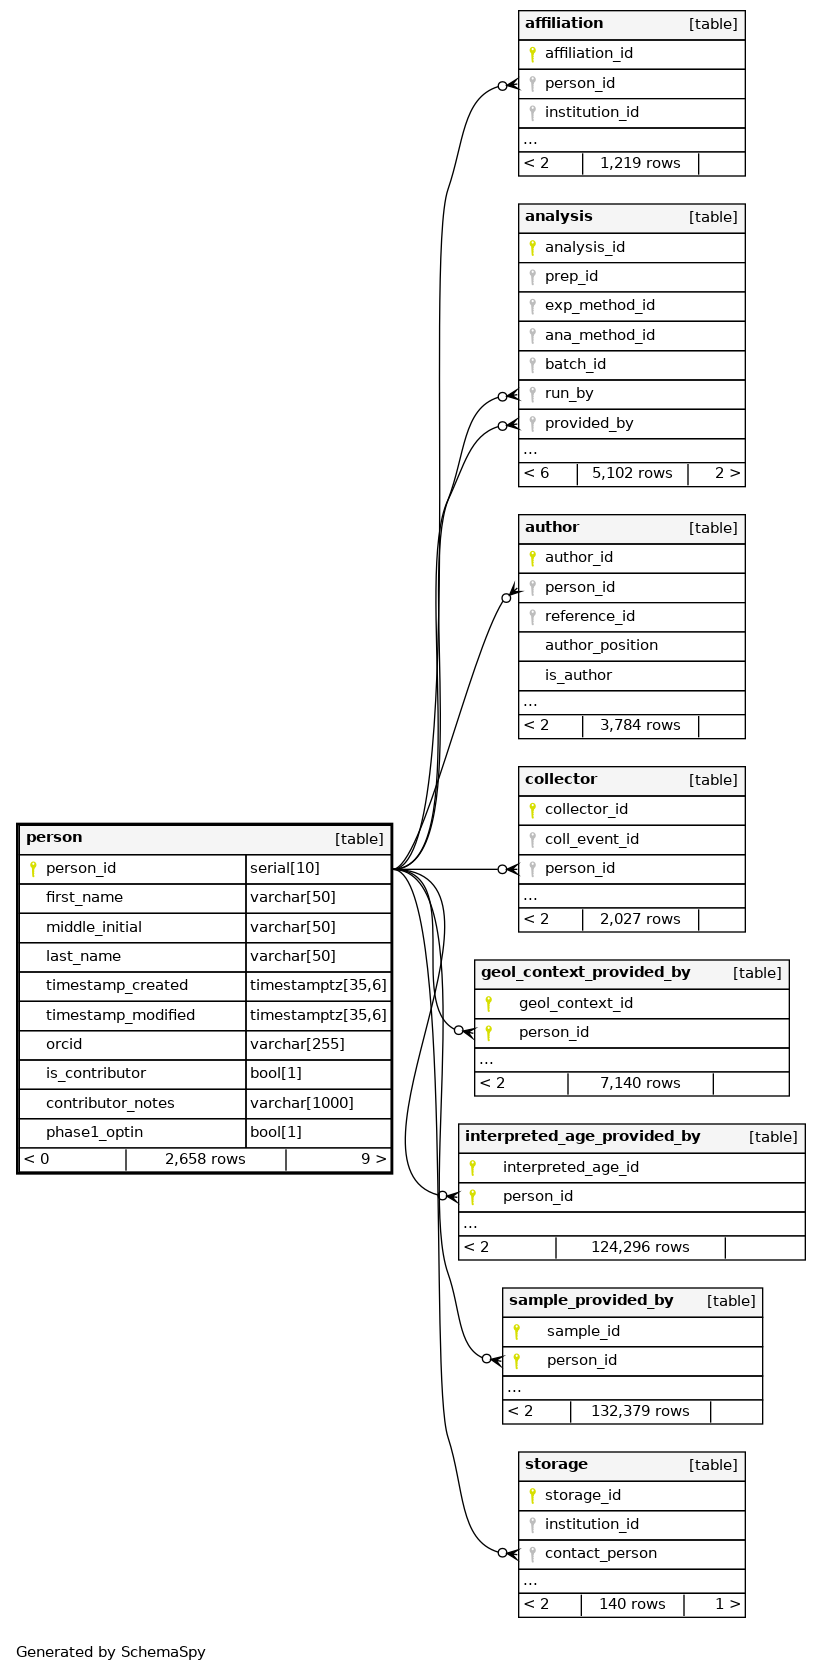 affiliation [table]
affiliation_id
person_id
institution_id
...
< 2 1,219 rows
analysis [table]
analysis_id
prep_id
exp_method_id
ana_method_id
batch_id
run_by
provided_by
...
< 6 5,102 rows 2 >
author [table]
author_id
person_id
reference_id
author_position
is_author
...
< 2 3,784 rows
collector [table]
collector_id
coll_event_id
person_id
...
< 2 2,027 rows
person [table]
person_id serial[10]
first_name varchar[50]
middle_initial varchar[50]
last_name varchar[50]
timestamp_created timestamptz[35,6]
timestamp_modified timestamptz[35,6]
orcid varchar[255]
is_contributor bool[1]
contributor_notes varchar[1000]
phase1_optin bool[1]
< 0 2,658 rows 9 >
geol_context_provided_by [table]
geol_context_id
person_id
...
< 2 7,140 rows
interpreted_age_provided_by [table]
interpreted_age_id
person_id
...
< 2 124,296 rows
sample_provided_by [table]
sample_id
person_id
...
< 2 132,379 rows
storage [table]
storage_id
institution_id
contact_person
...
< 2 140 rows 1 >
Generated by SchemaSpy